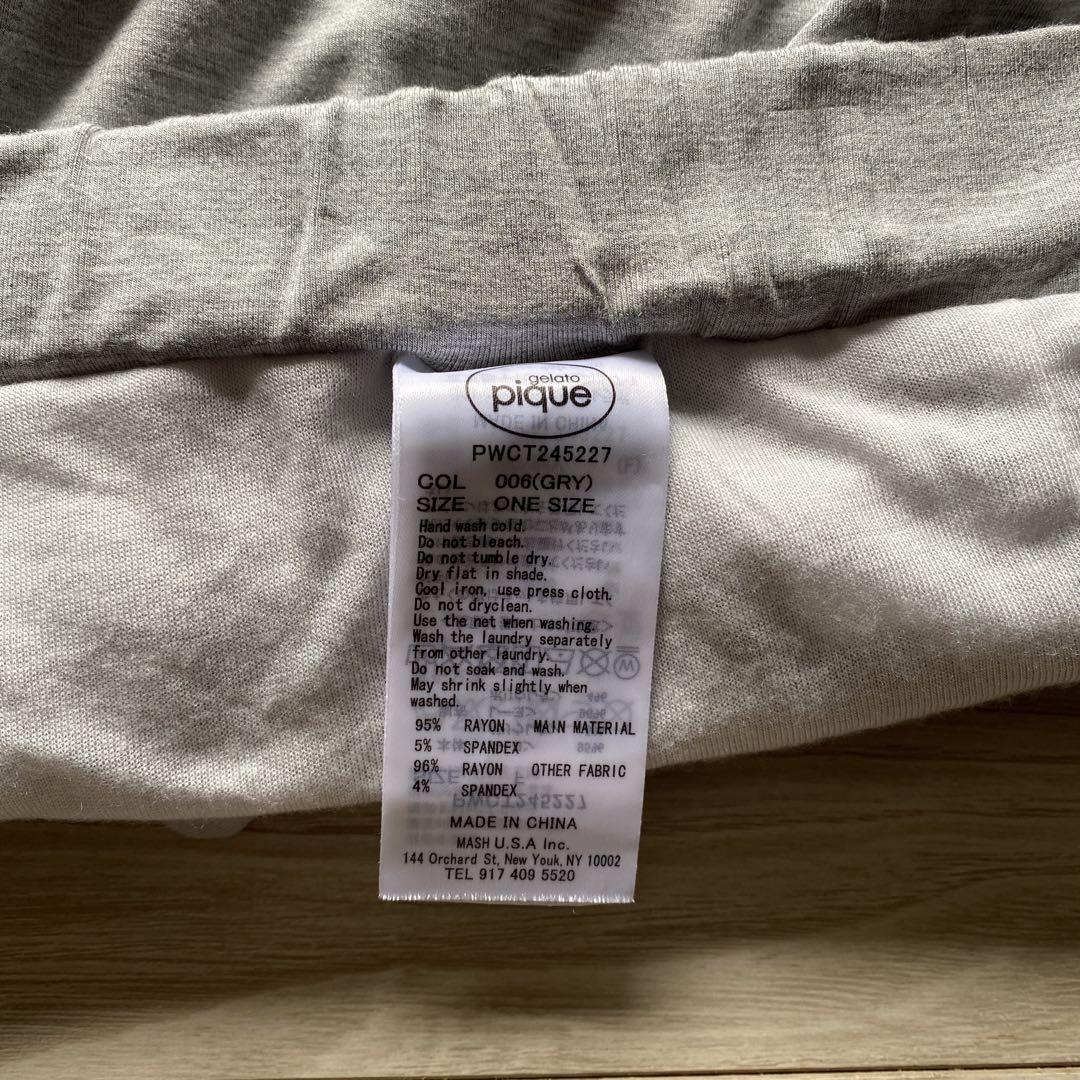 gelato
pique
PWCT245227
COL 006(GRY)
SIZE ONE SIZE
Hand wash cold.
Do not bleach.
Do not tumble dry.
Dry flat in shade.
Cool iron, use press cloth.
Do not dryclean.
Use the net when washing.
Wash the laundry separately
from other laundry.
Do not soak and wash.
May shrink slightly when
washed.
95% RAYON MAIN MATERIAL
5% SPANDEX
96% RAYON OTHER FABRIC
4% SPANDEX
MADE IN CHINA
MASH U.S.A Inc.
144 Orchard St, New Youk, NY 10002
TEL 917 409 5520